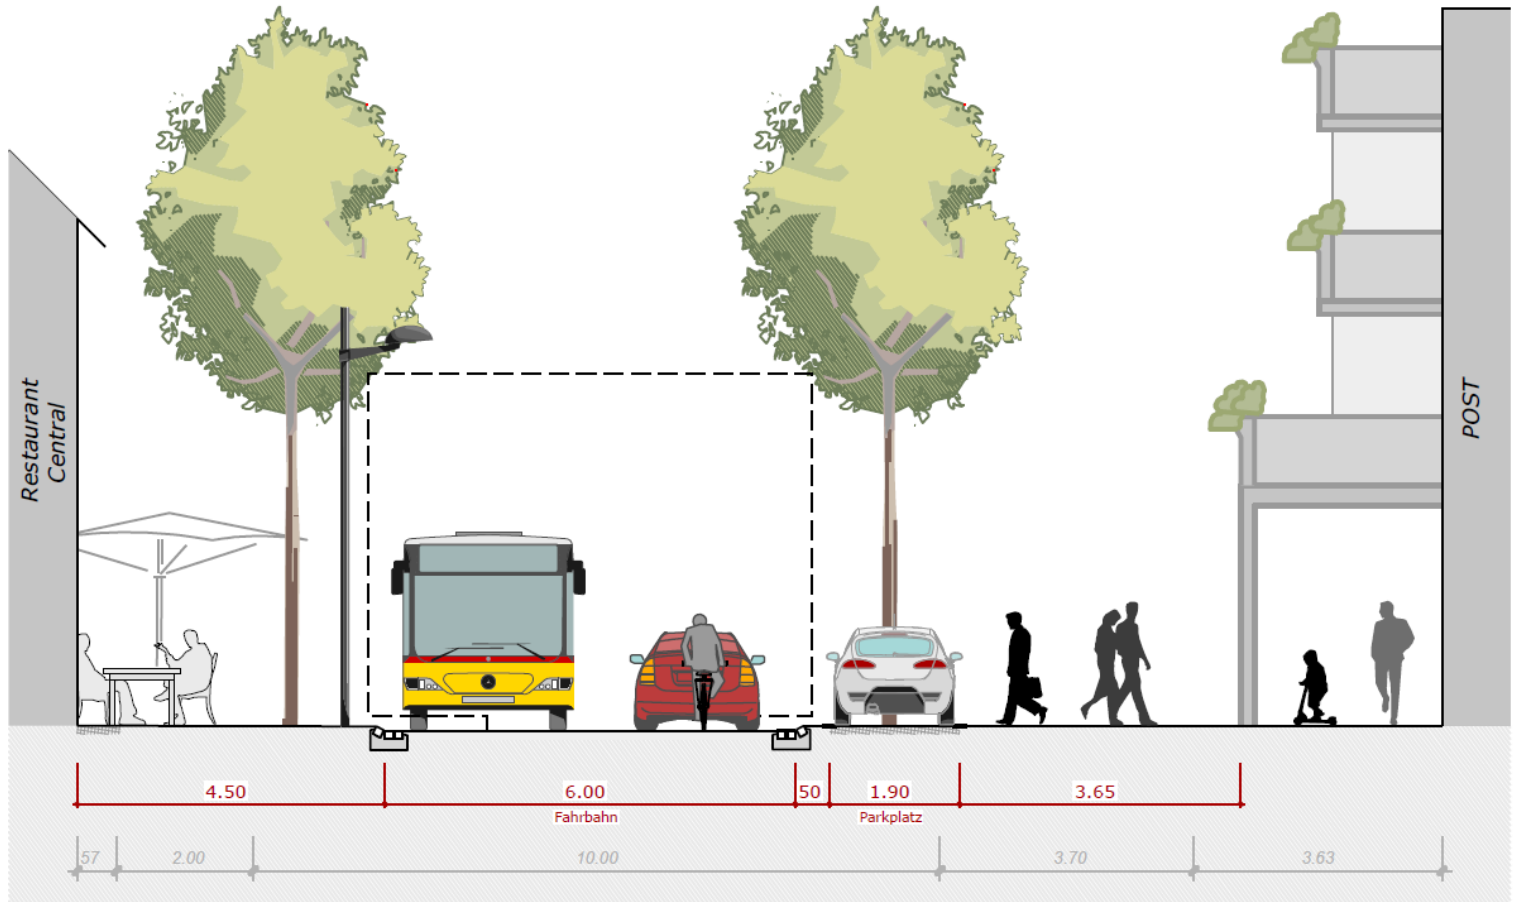 Restaurant
Central
POST
4.50
6.00
50
1.90
3.65
Fahrbahn
Parkplatz
57
2.00
10.00
3.70
3.63